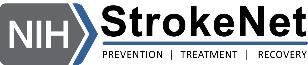 NIH StrokeNet
PREVENTION | TREATMENT | RECOVERY